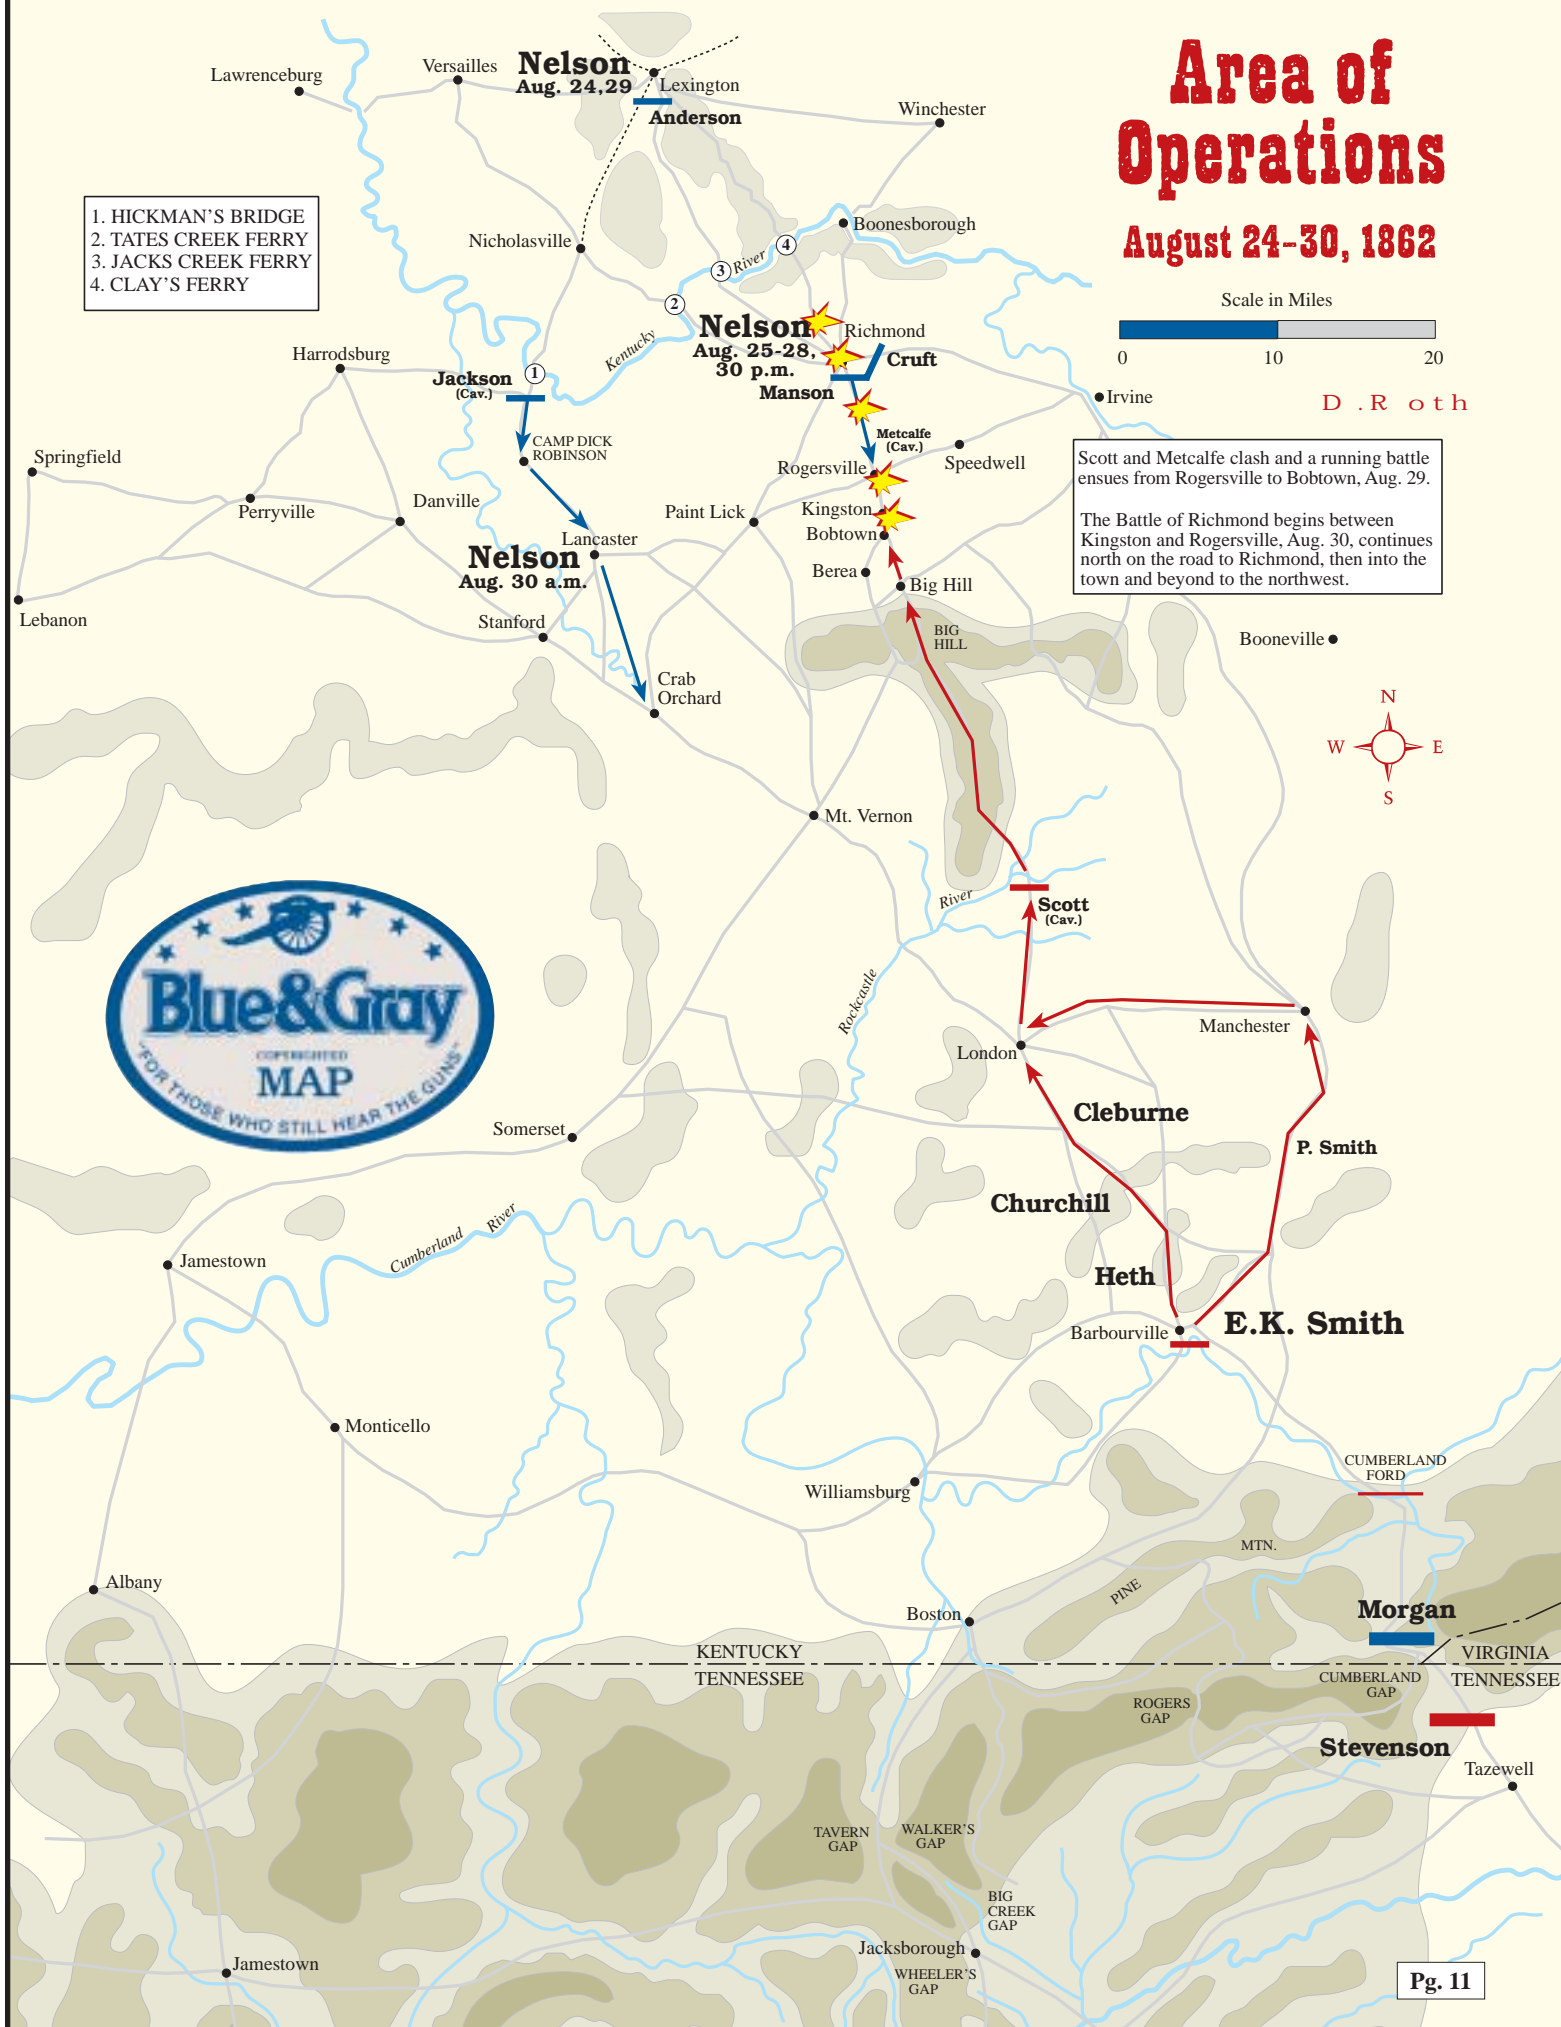 Area of
Operations
August 24-30, 1862
Scale in Miles
0 10 20
D.Roth
1. HICKMAN'S BRIDGE
2. TATES CREEK FERRY
3. JACKS CREEK FERRY
4. CLAY'S FERRY
Lawrenceburg
Versailles
Nelson
Aug. 24,29
Lexington
Anderson
Winchester
Nicholasville
Boonesborough
River
4
3
2
Kentucky
Nelson
Aug. 25-28,
30 p.m.
Richmond
Cruft
Manson
Harrodsburg
Jackson
(Cav.)
1
Irvine
CAMP DICK
ROBINSON
Metcalfe
(Cav.)
Springfield
Rogersville
Speedwell
Perryville
Danville
Paint Lick
Kingston
Bobtown
Lancaster
Nelson
Aug. 30 a.m.
Berea
Big Hill
Scott and Metcalfe clash and a running battle
ensues from Rogersville to Bobtown, Aug. 29.
The Battle of Richmond begins between
Kingston and Rogersville, Aug. 30, continues
north on the road to Richmond, then into the
town and beyond to the northwest.
Lebanon
Stanford
BIG
HILL
Booneville
Crab
Orchard
N
W E
S
Mt. Vernon
River
Scott
(Cav.)
Blue&Gray
COPYRIGHTED
MAP
"FOR THOSE WHO STILL HEAR THE GUNS"
Rockcastle
Manchester
London
Cleburne
Somerset
P. Smith
Churchill
Cumberland
River
Jamestown
Heth
Barbourville
E.K. Smith
Monticello
Williamsburg
CUMBERLAND
FORD
MTN.
PINE
Albany
Boston
Morgan
KENTUCKY
TENNESSEE
VIRGINIA
TENNESSEE
CUMBERLAND
GAP
ROGERS
GAP
Stevenson
Tazewell
TAVERN
GAP
WALKER'S
GAP
BIG
CREEK
GAP
Jacksborough
WHEELER'S
GAP
Jamestown
Pg. 11